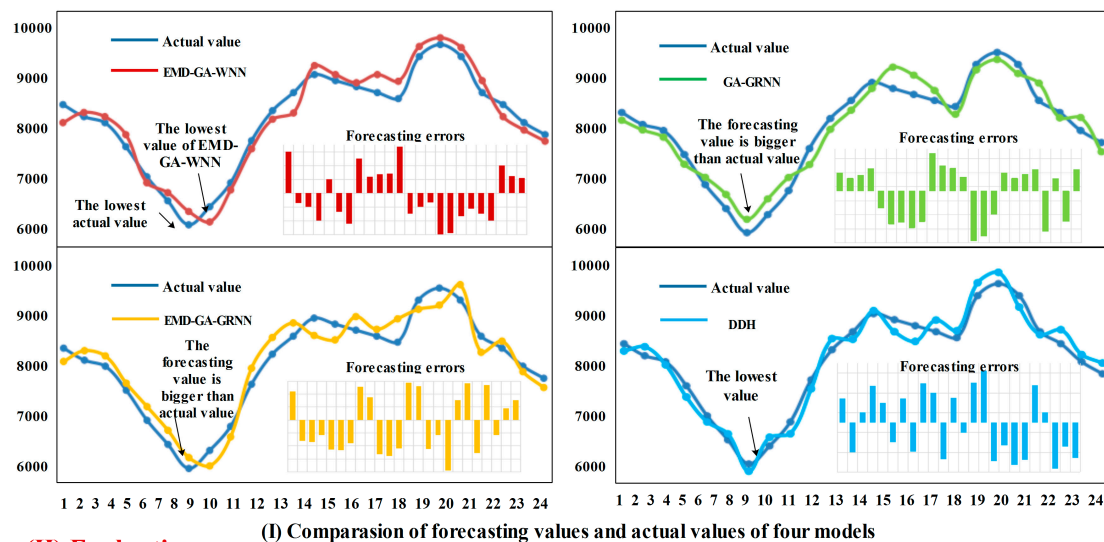 10000
9000
8000
7000
6000
Actual value
EMD-GA-WNN
The lowest
value of EMD-
GA-WNN
The lowest
actual value
Forecasting errors
Actual value
GA-GRNN
The forecasting
value is bigger
than actual value
Forecasting errors
10000
9000
8000
7000
6000
10000
9000
8000
7000
6000
Actual value
EMD-GA-GRNN
The
forecasting
value is
bigger than
actual value
Forecasting errors
1 2 3 4 5 6 7 8 9 10 11 12 13 14 15 16 17 18 19 20 21 22 23 24
10000
9000
8000
7000
6000
Actual value
DDH
The lowest
value
Forecasting errors
1 2 3 4 5 6 7 8 9 10 11 12 13 14 15 16 17 18 19 20 21 22 23 24
(I) Comparasion of forecasting values and actual values of four models